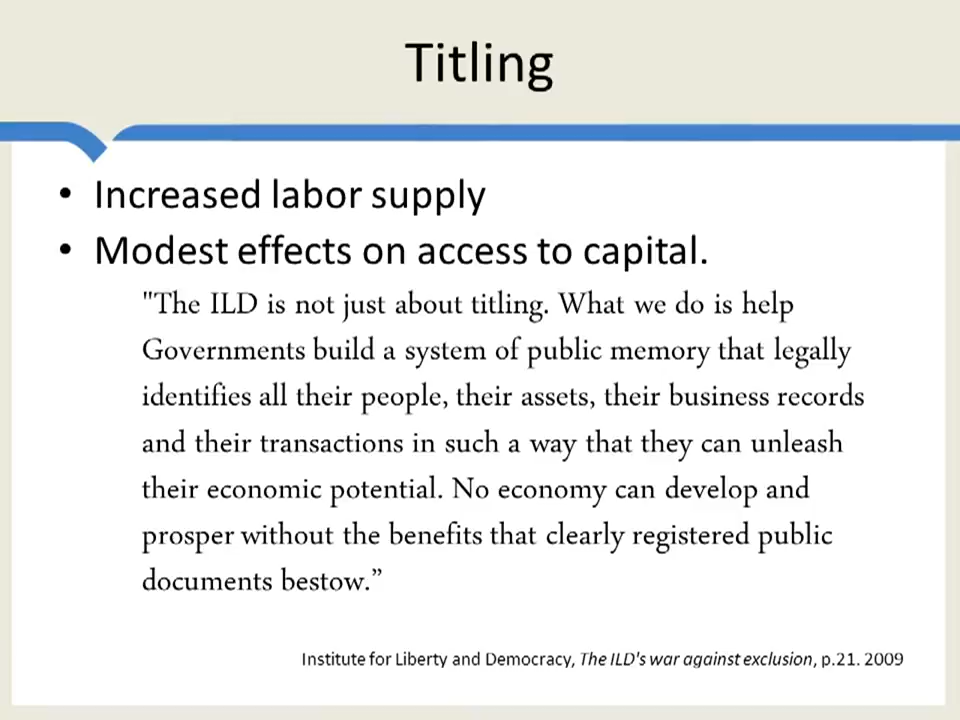 Titling
• Increased labor supply
• Modest effects on access to capital.
"The ILD is not just about titling. What we do is help
Governments build a system of public memory that legally
identifies all their people, their assets, their business records
and their transactions in such a way that they can unleash
their economic potential. No economy can develop and
prosper without the benefits that clearly registered public
documents bestow.”
Institute for Liberty and Democracy, The ILD's war against exclusion, p.21. 2009